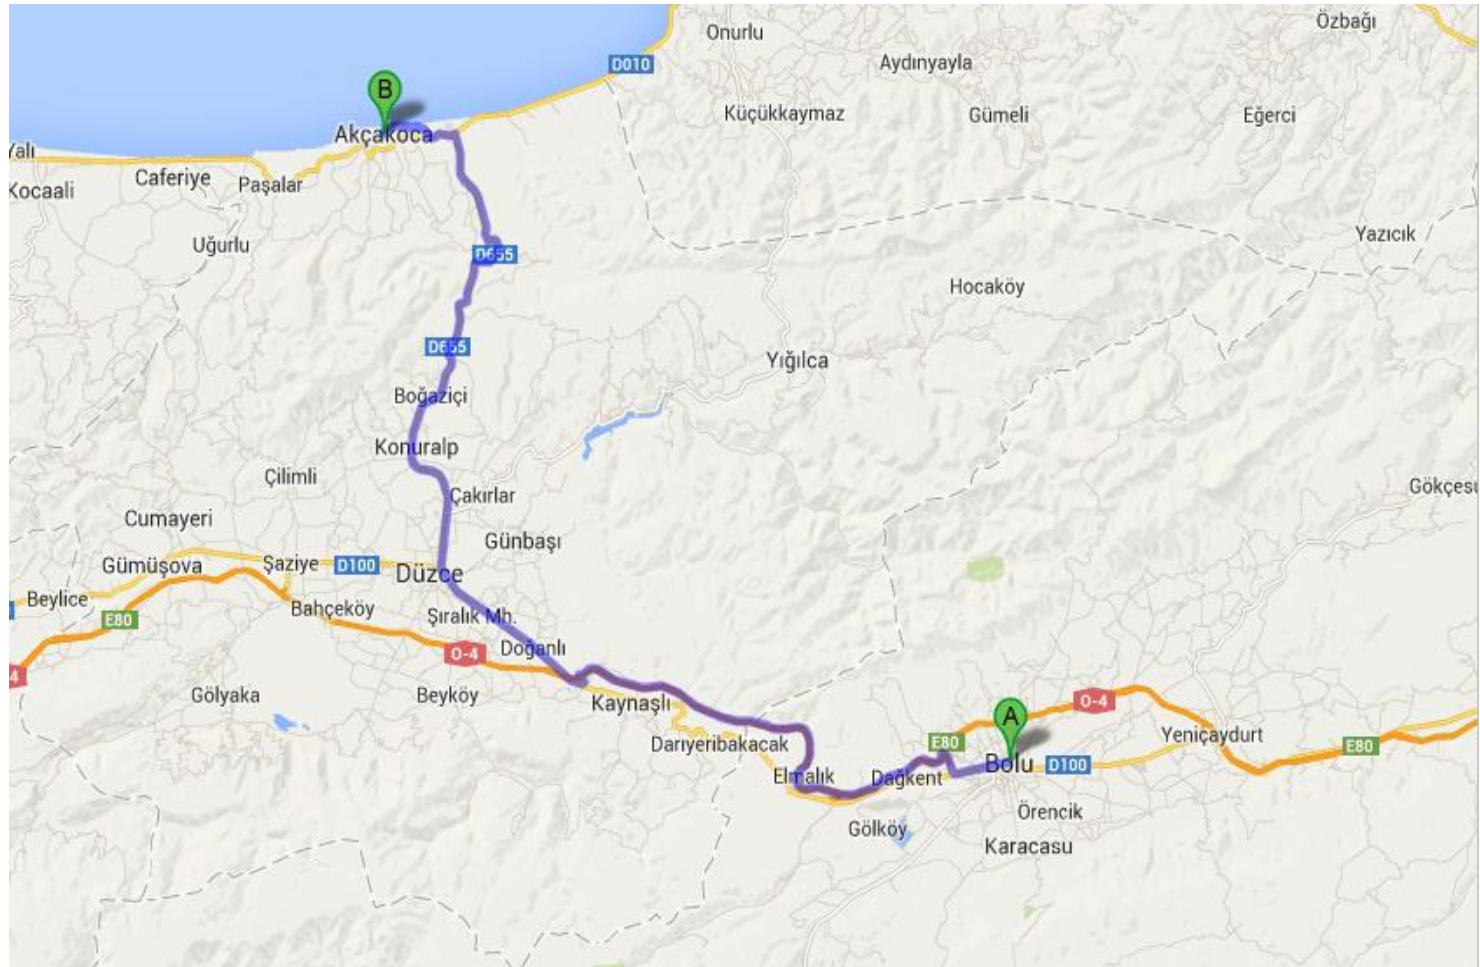 Özbağı
Onurlu
D010
Aydınyayla
B
Küçükkaymaz
Gümeli
Eğerci
Akçakoca
Yalı
Caferiye
Paşalar
Kocaali
Uğurlu
Yazıcık
D655
Hocaköy
D655
Yığılca
Boğaziçi
Konuralp
Çilimli
Çakırlar
Gökçesu
Cumayeri
Günbaşı
Gümüşova
Şaziye
D100
Düzce
Beylice
Bahçeköy
Şıralık Mh.
E80
Doğanlı
O-4
4
Gölyaka
Beyköy
Kaynaşlı
O-4
A
Yeniçaydurt
Darıyeribakacak
E80
E80
Bolu
D100
Elmalık
Dağkent
Örencik
Gölköy
Karacasu